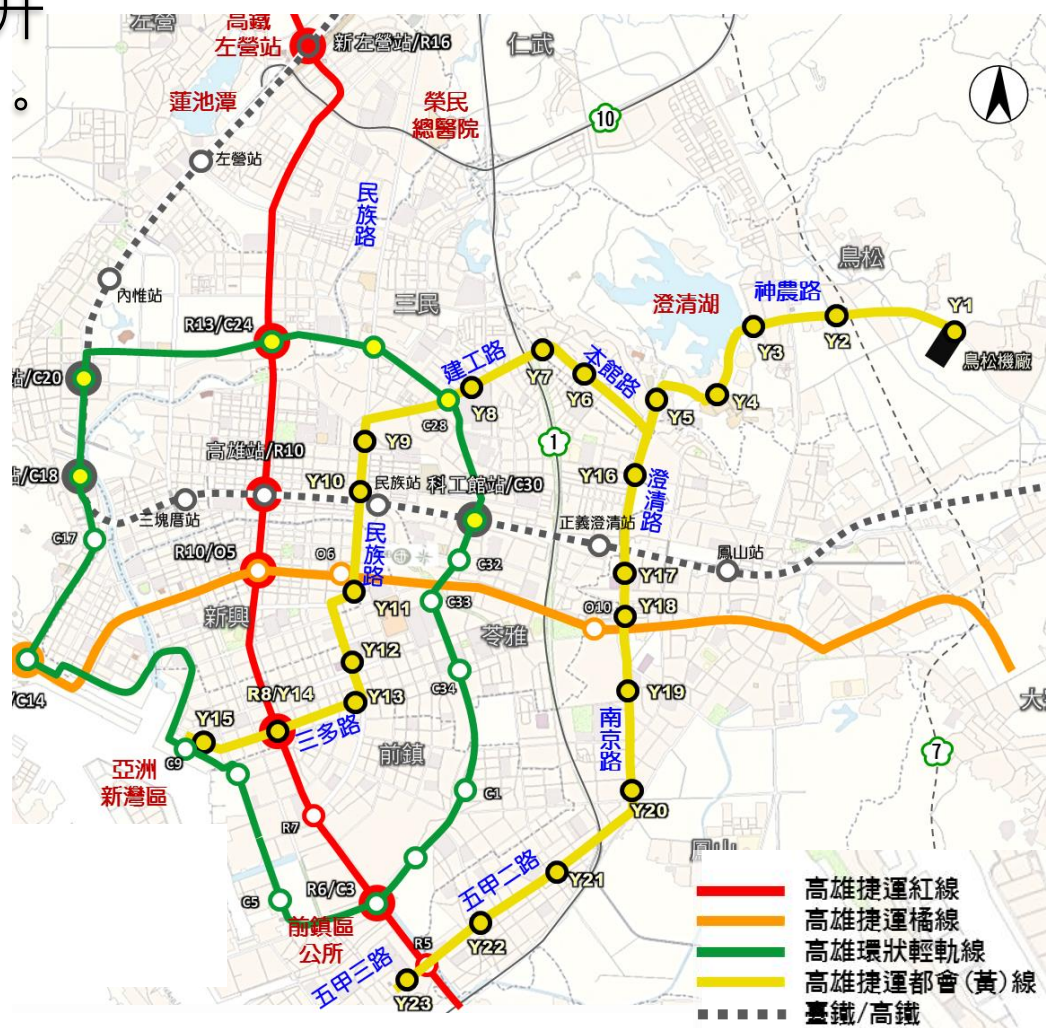 升
。
左營
高鐵
左營站
新左營站/R16
仁武
蓮池潭
榮民
總醫院
10
左營站
民族路
內惟站
三民
澄清湖
神農路
鳥松
Y1
Y2
Y3
鳥松機廠
R13/C24
站/C20
建工路
Y7
本館路
Y6
Y8
Y5
Y4
C28
Y9
高雄站/R10
1
站/C18
Y10
民族站
科工館站/C30
Y16
澄清路
三塊厝站
C17
正義澄清站
鳳山站
R10/O5
O6
民族路
C32
Y17
Y11
C33
O10
Y18
新興
苓雅
Y12
C34
Y19
/C14
R8/Y14
Y13
大
Y15
三多路
南京路
C9
前鎮
7
亞洲
新灣區
C1
Y20
R7
鳳山
五甲二路
Y21
R6/C3
C5
前鎮區
公所
Y22
R5
五甲三路
Y23
高雄捷運紅線
高雄捷運橘線
高雄環狀輕軌線
高雄捷運都會(黃)線
臺鐵/高鐵